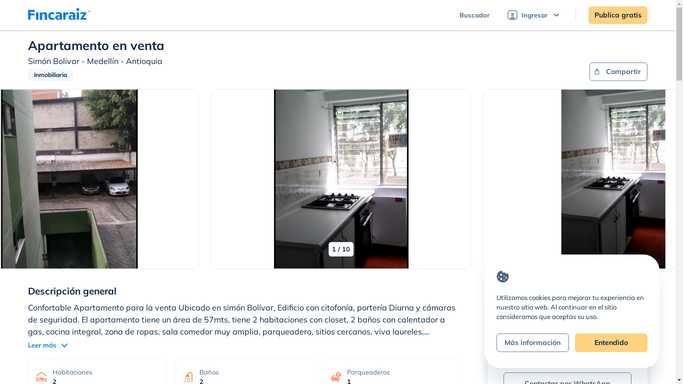 Fincaraiz
Buscador
Ingresar
Publica gratis
Apartamento en venta
Simón Bolivar - Medellín - Antioquia
Inmobiliaria
Compartir
1 / 10
Descripción general
Confortable Apartamento para la venta Ubicado en simón Bolívar, Edificio con citofonía, portería Diurna y cámaras
de seguridad. El apartamento tiene un área de 57mts, tiene 2 habitaciones con closet, 2 baños con calentador a
gas, cocina integral, zona de ropas, sala comedor muy amplia, parqueadero, sitios cercanos, viva laureles,...
Leer más
Habitaciones
2
Baños
2
Parqueaderos
1
Utilizamos cookies para mejorar tu experiencia en
nuestro sitio web. Al continuar en el sitio
consideramos que aceptas su uso.
Más información
Entendido
Contactar por WhatsApp